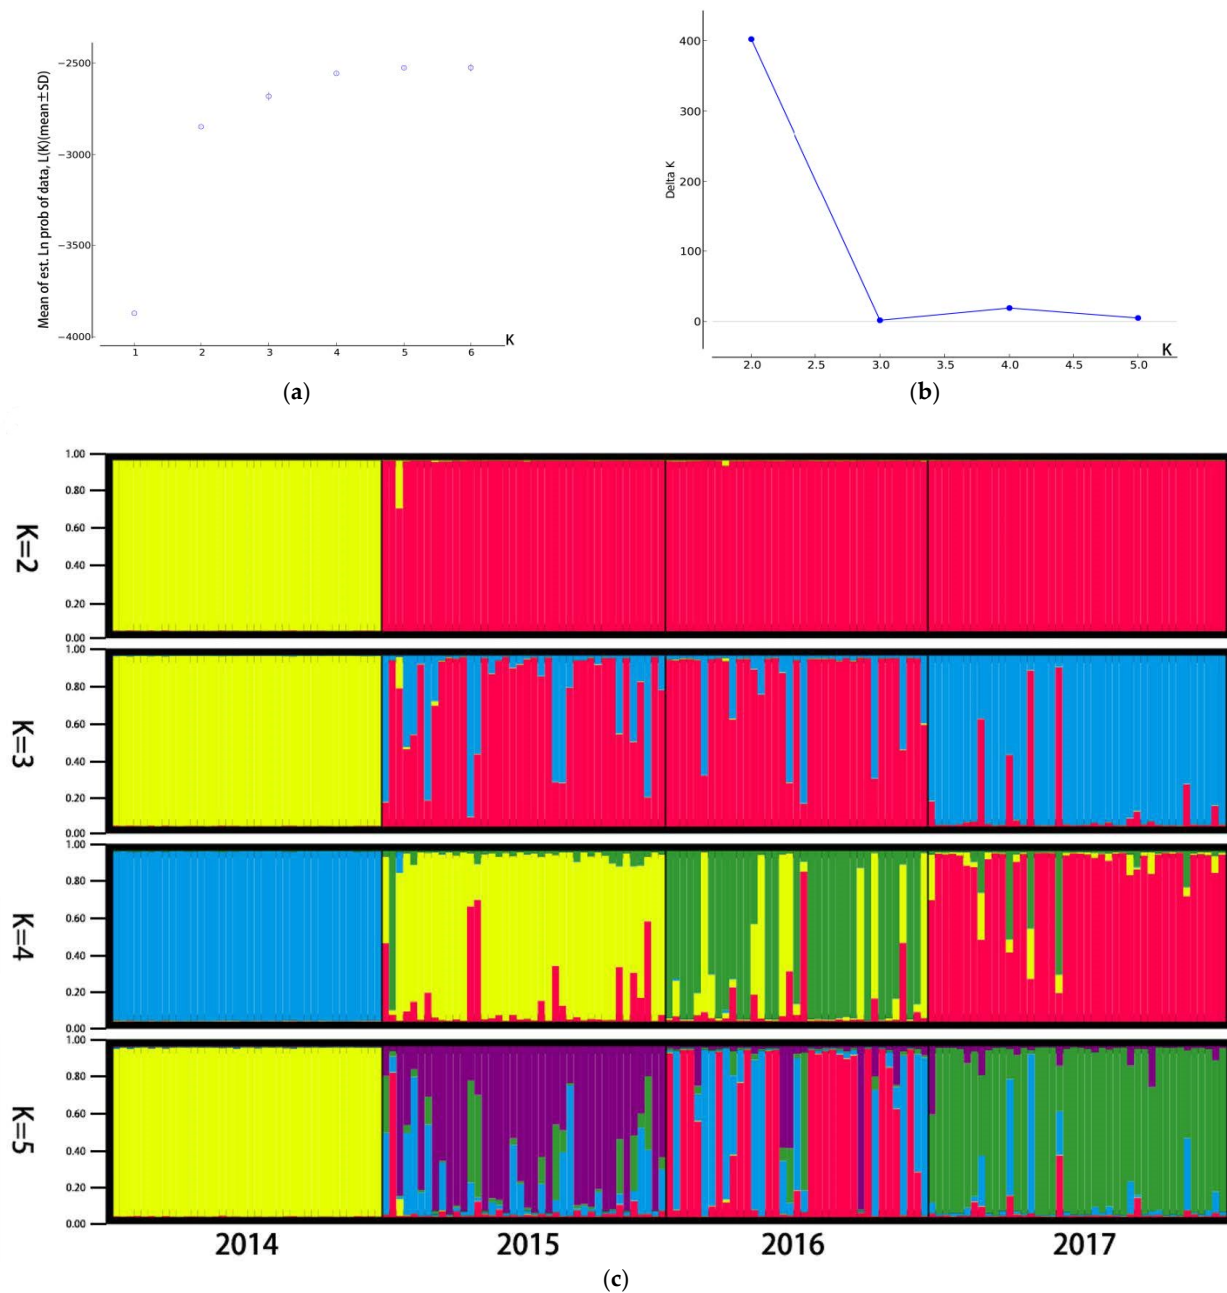 Mean of est. Ln prob of data, L(K)(mean±SD)
−2500
−3000
−3500
−4000
1 2 3 4 5 6 K
(a)
Delta K
400
300
200
100
0
2.0 2.5 3.0 3.5 4.0 4.5 5.0 K
(b)
K=2
1.00
0.80
0.60
0.40
0.20
0.00
K=3
1.00
0.80
0.60
0.40
0.20
0.00
K=4
1.00
0.80
0.60
0.40
0.20
0.00
K=5
1.00
0.80
0.60
0.40
0.20
0.00
2014 2015 2016 2017
(c)